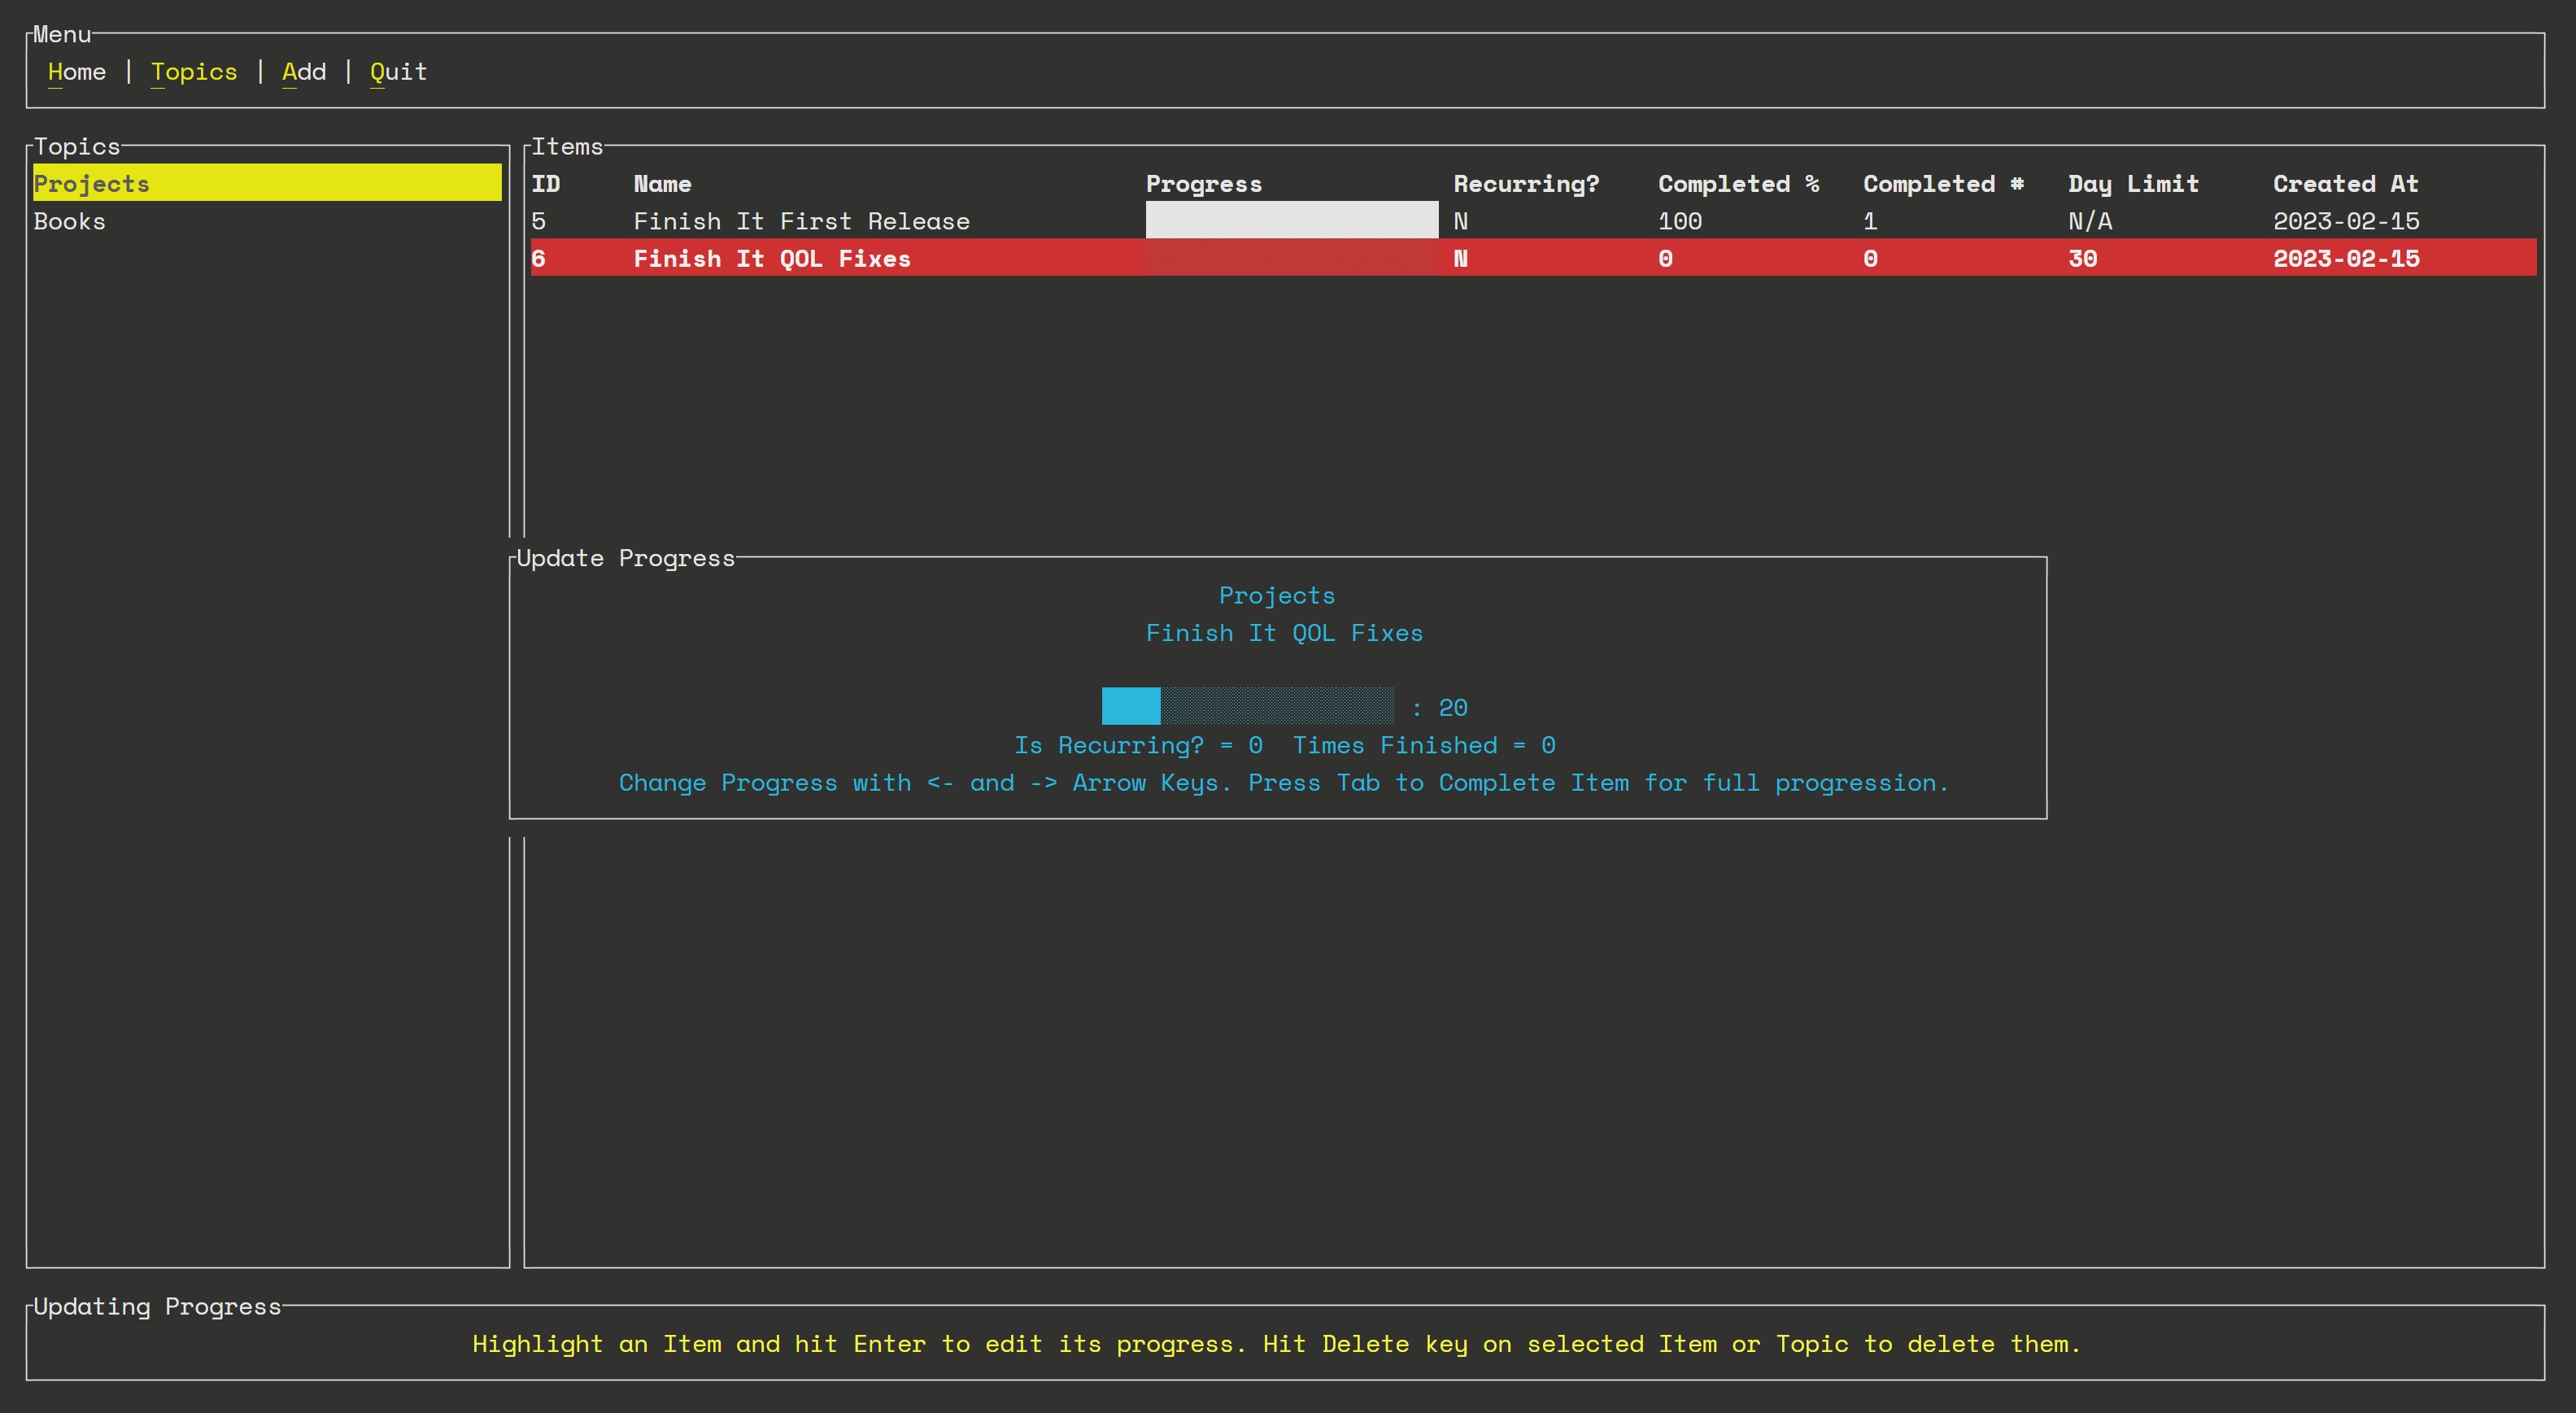 Menu
Home | Topics | Add | Quit
Topics
Projects
Books
Items
ID Name Progress Recurring? Completed % Completed # Day Limit Created At
5 Finish It First Release N 100 1 N/A 2023-02-15
6 Finish It QOL Fixes N 0 0 30 2023-02-15
Update Progress
Projects
Finish It QOL Fixes
: 20
Is Recurring? = 0  Times Finished = 0
Change Progress with <- and -> Arrow Keys. Press Tab to Complete Item for full progression.
Updating Progress
Highlight an Item and hit Enter to edit its progress. Hit Delete key on selected Item or Topic to delete them.